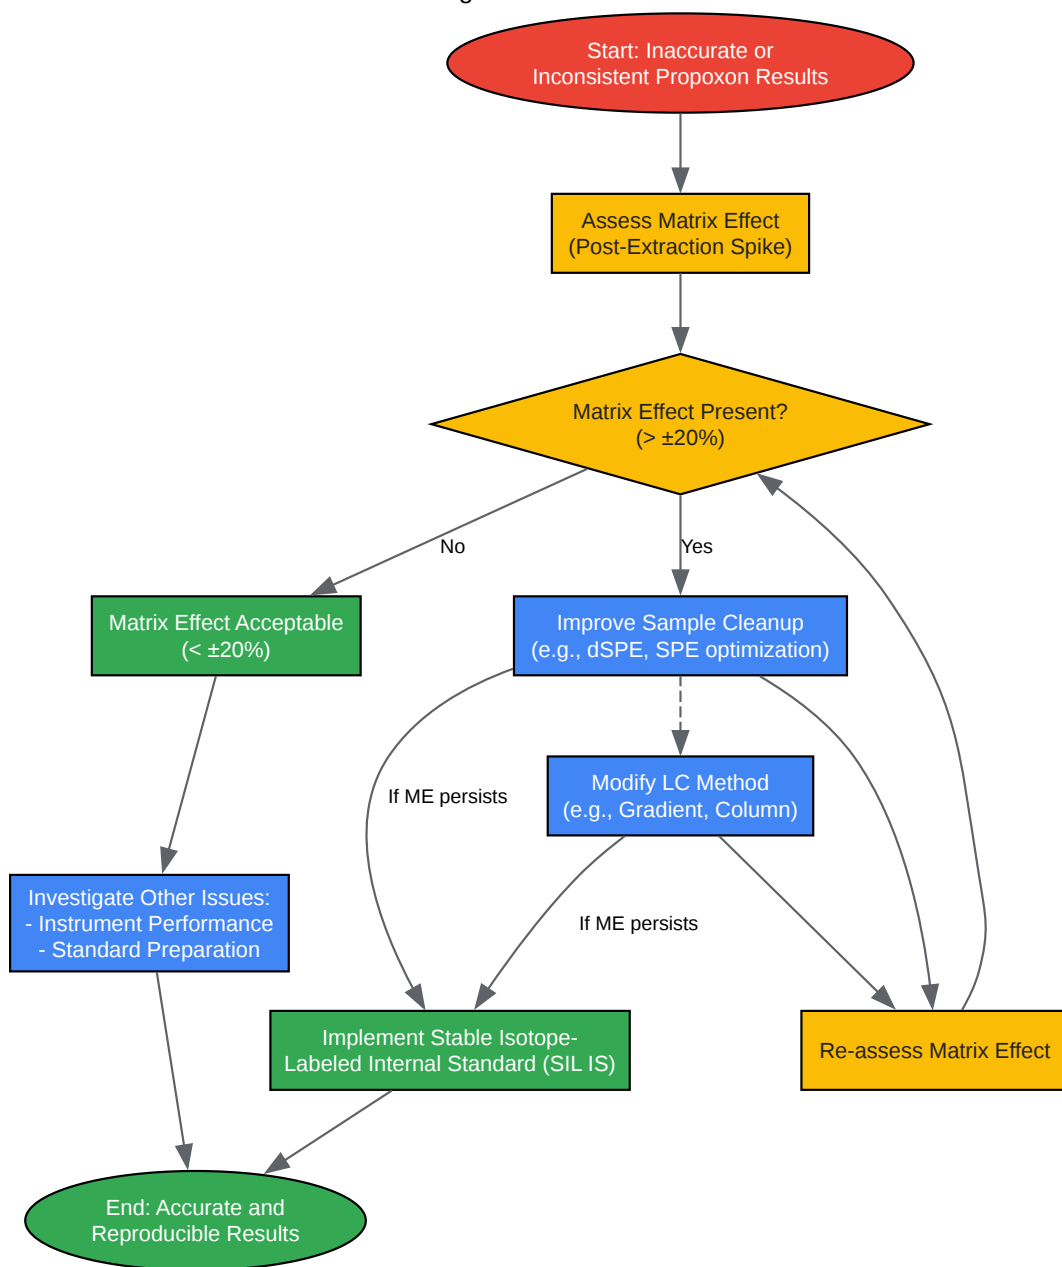 Start: Inaccurate or
Inconsistent Propoxon Results
Assess Matrix Effect
(Post-Extraction Spike)
Matrix Effect Present?
(> ±20%)
No
Yes
Matrix Effect Acceptable
(< ±20%)
Improve Sample Cleanup
(e.g., dSPE, SPE optimization)
If ME persists
Modify LC Method
(e.g., Gradient, Column)
Investigate Other Issues:
- Instrument Performance
- Standard Preparation
If ME persists
Implement Stable Isotope-
Labeled Internal Standard (SIL IS)
Re-assess Matrix Effect
End: Accurate and
Reproducible Results